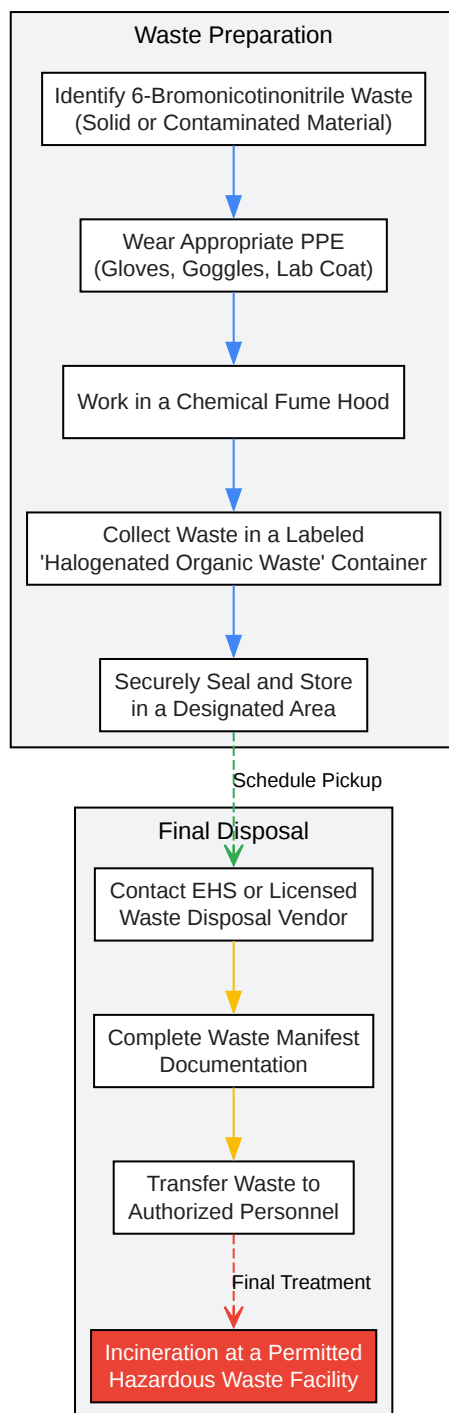 Waste Preparation
Identify 6-Bromonicotinonitrile Waste
(Solid or Contaminated Material)
Wear Appropriate PPE
(Gloves, Goggles, Lab Coat)
Work in a Chemical Fume Hood
Collect Waste in a Labeled
'Halogenated Organic Waste' Container
Securely Seal and Store
in a Designated Area
Schedule Pickup
Final Disposal
Contact EHS or Licensed
Waste Disposal Vendor
Complete Waste Manifest
Documentation
Transfer Waste to
Authorized Personnel
Final Treatment
Incineration at a Permitted
Hazardous Waste Facility